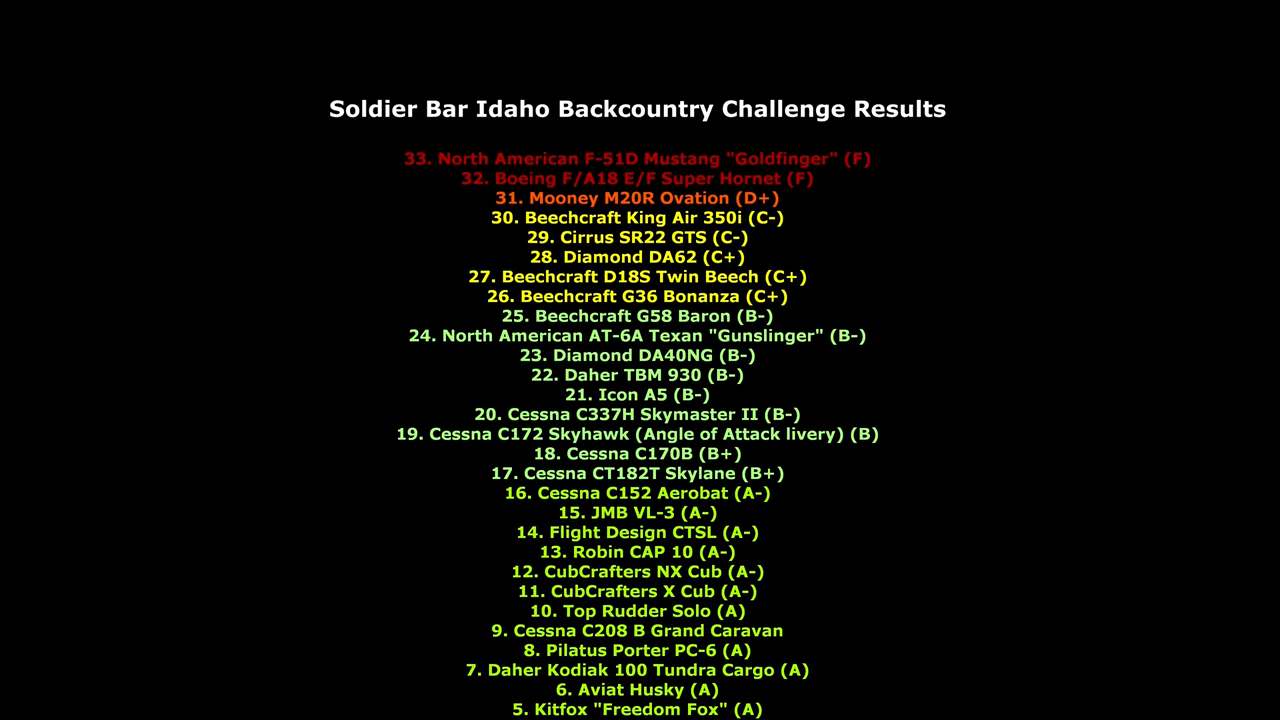 Soldier Bar Idaho Backcountry Challenge Results
33. North American F-51D Mustang "Goldfinger" (F)
32. Boeing F/A18 E/F Super Hornet (F)
31. Mooney M20R Ovation (D+)
30. Beechcraft King Air 350i (C-)
29. Cirrus SR22 GTS (C-)
28. Diamond DA62 (C+)
27. Beechcraft D18S Twin Beech (C+)
26. Beechcraft G36 Bonanza (C+)
25. Beechcraft G58 Baron (B-)
24. North American AT-6A Texan "Gunslinger" (B-)
23. Diamond DA40NG (B-)
22. Daher TBM 930 (B-)
21. Icon A5 (B-)
20. Cessna C337H Skymaster II (B-)
19. Cessna C172 Skyhawk (Angle of Attack livery) (B)
18. Cessna C170B (B+)
17. Cessna CT182T Skylane (B+)
16. Cessna C152 Aerobat (A-)
15. JMB VL-3 (A-)
14. Flight Design CTSL (A-)
13. Robin CAP 10 (A-)
12. CubCrafters NX Cub (A-)
11. CubCrafters X Cub (A-)
10. Top Rudder Solo (A)
9. Cessna C208 B Grand Caravan
8. Pilatus Porter PC-6 (A)
7. Daher Kodiak 100 Tundra Cargo (A)
6. Aviat Husky (A)
5. Kitfox "Freedom Fox" (A)